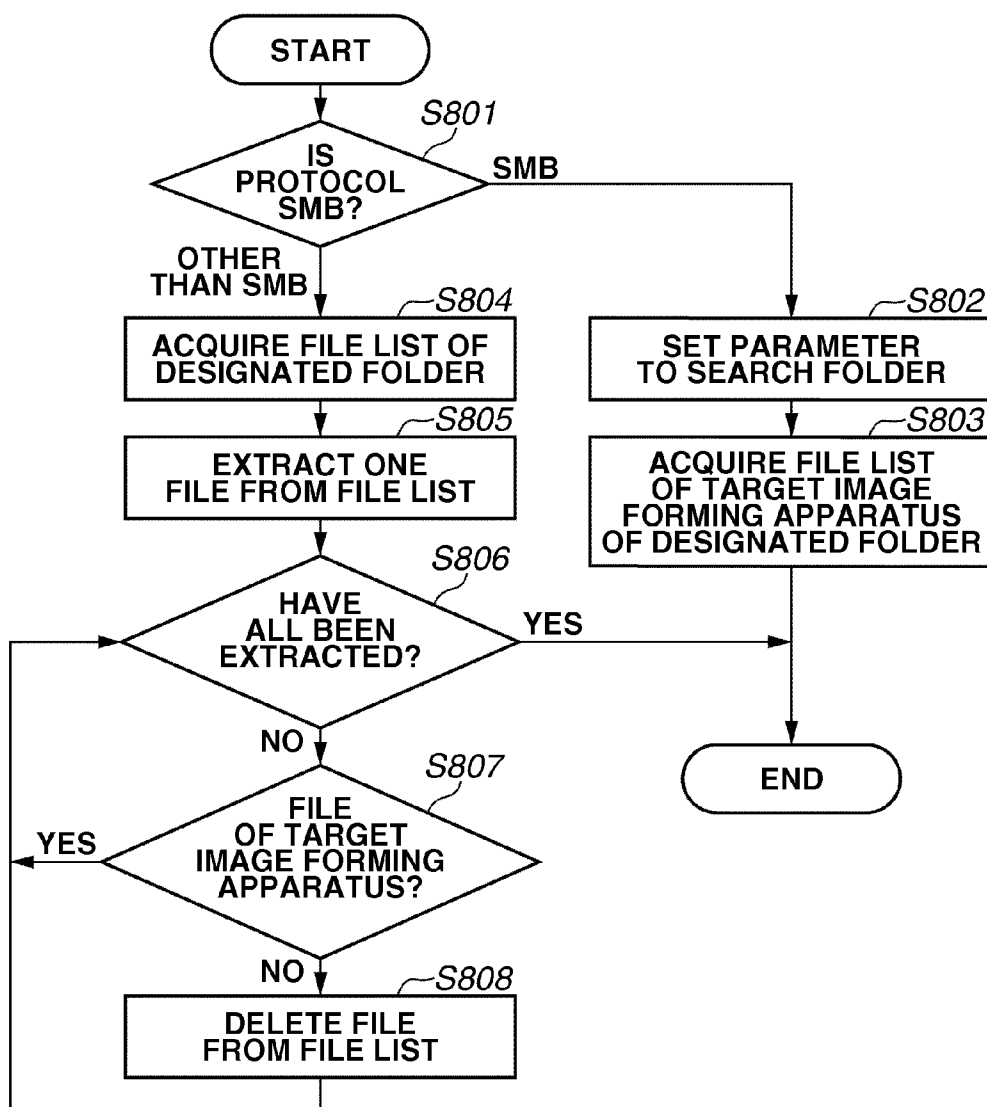 START
S801
IS
PROTOCOL
SMB?
SMB
OTHER
THAN SMB
S804
ACQUIRE FILE LIST OF
DESIGNATED FOLDER
S802
SET PARAMETER
TO SEARCH FOLDER
S805
EXTRACT ONE
FILE FROM FILE LIST
S803
ACQUIRE FILE LIST
OF TARGET IMAGE
FORMING APPARATUS
OF DESIGNATED FOLDER
S806
HAVE
ALL BEEN
EXTRACTED?
YES
NO
END
S807
FILE
OF TARGET
IMAGE FORMING
APPARATUS?
YES
NO
S808
DELETE FILE
FROM FILE LIST